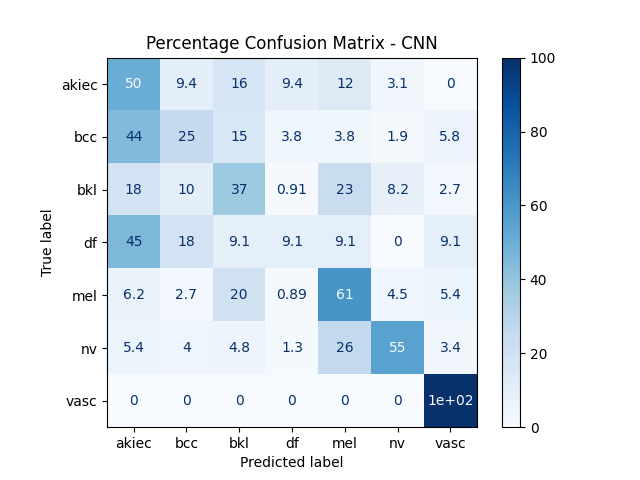 Percentage Confusion Matrix - CNN
True label
akiec 50 9.4 16 9.4 12 3.1 0
bcc 44 25 15 3.8 3.8 1.9 5.8
bkl 18 10 37 0.91 23 8.2 2.7
df 45 18 9.1 9.1 9.1 0 9.1
mel 6.2 2.7 20 0.89 61 4.5 5.4
nv 5.4 4 4.8 1.3 26 55 3.4
vasc 0 0 0 0 0 0 1e+02
akiec bcc bkl df mel nv vasc
Predicted label
100
80
60
40
20
0